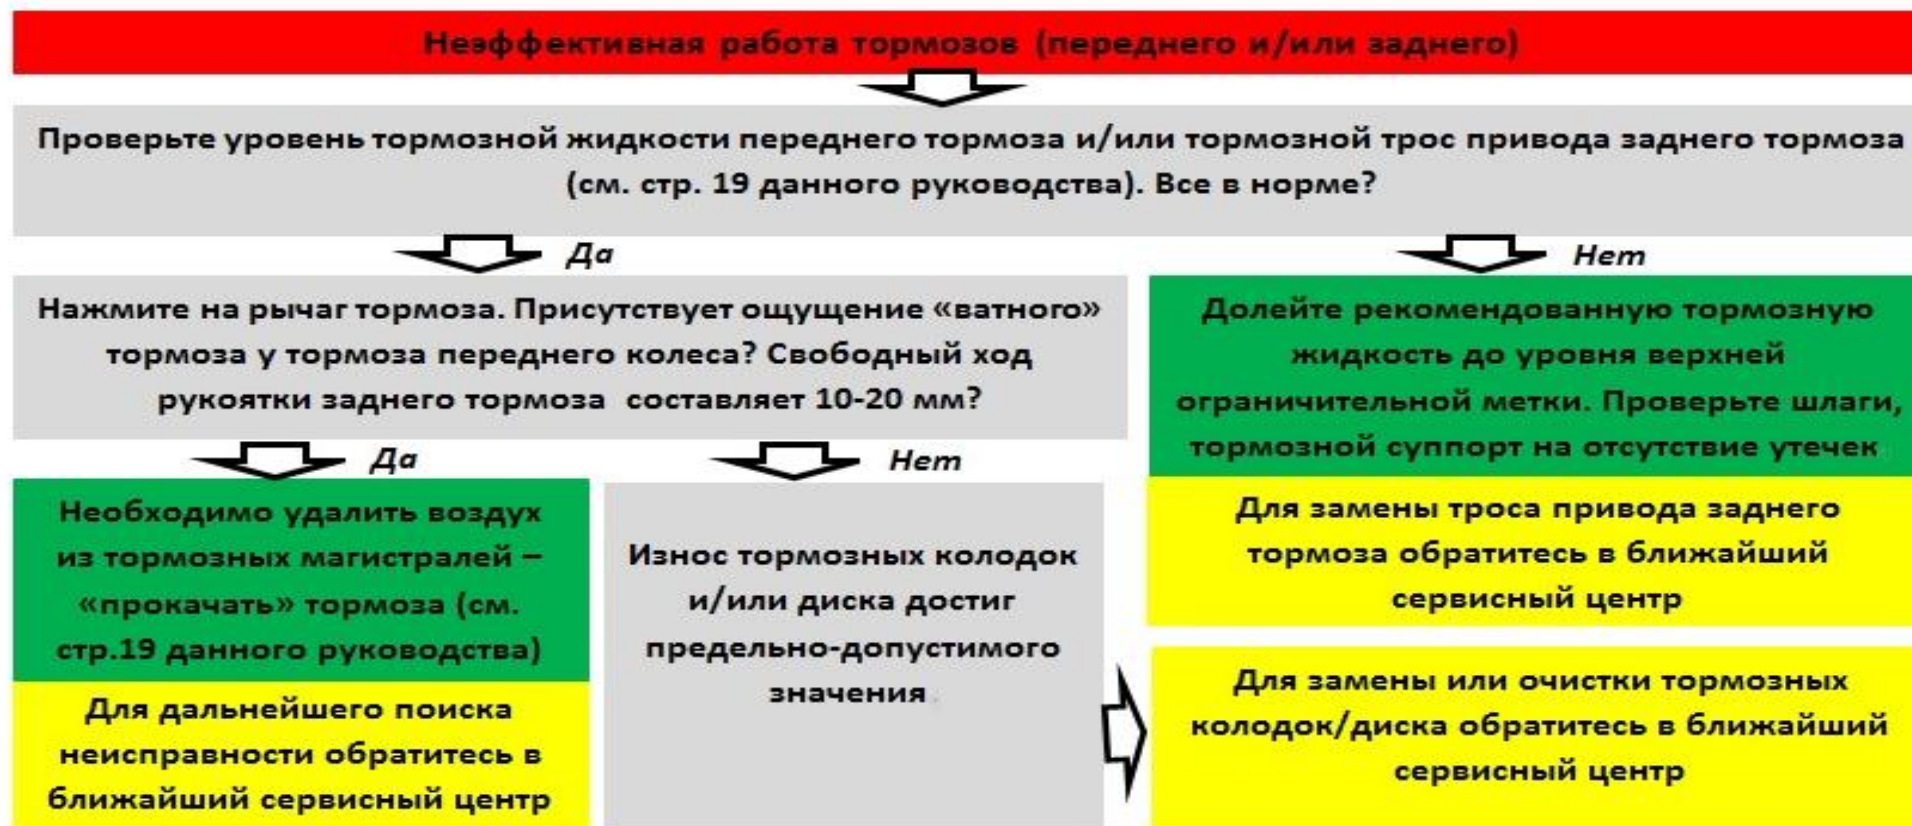 Неэффективная работа тормозов (переднего и/или заднего)
Проверьте уровень тормозной жидкости переднего тормоза и/или тормозной трос привода заднего тормоза
(см. стр. 19 данного руководства). Все в норме?
Да
Нет
Нажмите на рычаг тормоза. Присутствует ощущение «ватного»
тормоза у тормоза переднего колеса? Свободный ход
рукоятки заднего тормоза составляет 10-20 мм?
Долейте рекомендованную тормозную
жидкость до уровня верхней
ограничительной метки. Проверьте шлаги,
тормозной суппорт на отсутствие утечек
Да
Нет
Необходимо удалить воздух
из тормозных магистралей –
«прокачать» тормоза (см.
стр.19 данного руководства)
Для дальнейшего поиска
неисправности обратитесь в
ближайший сервисный центр
Износ тормозных колодок
и/или диска достиг
предельно-допустимого
значения
Для замены троса привода заднего
тормоза обратитесь в ближайший
сервисный центр
Для замены или очистки тормозных
колодок/диска обратитесь в ближайший
сервисный центр